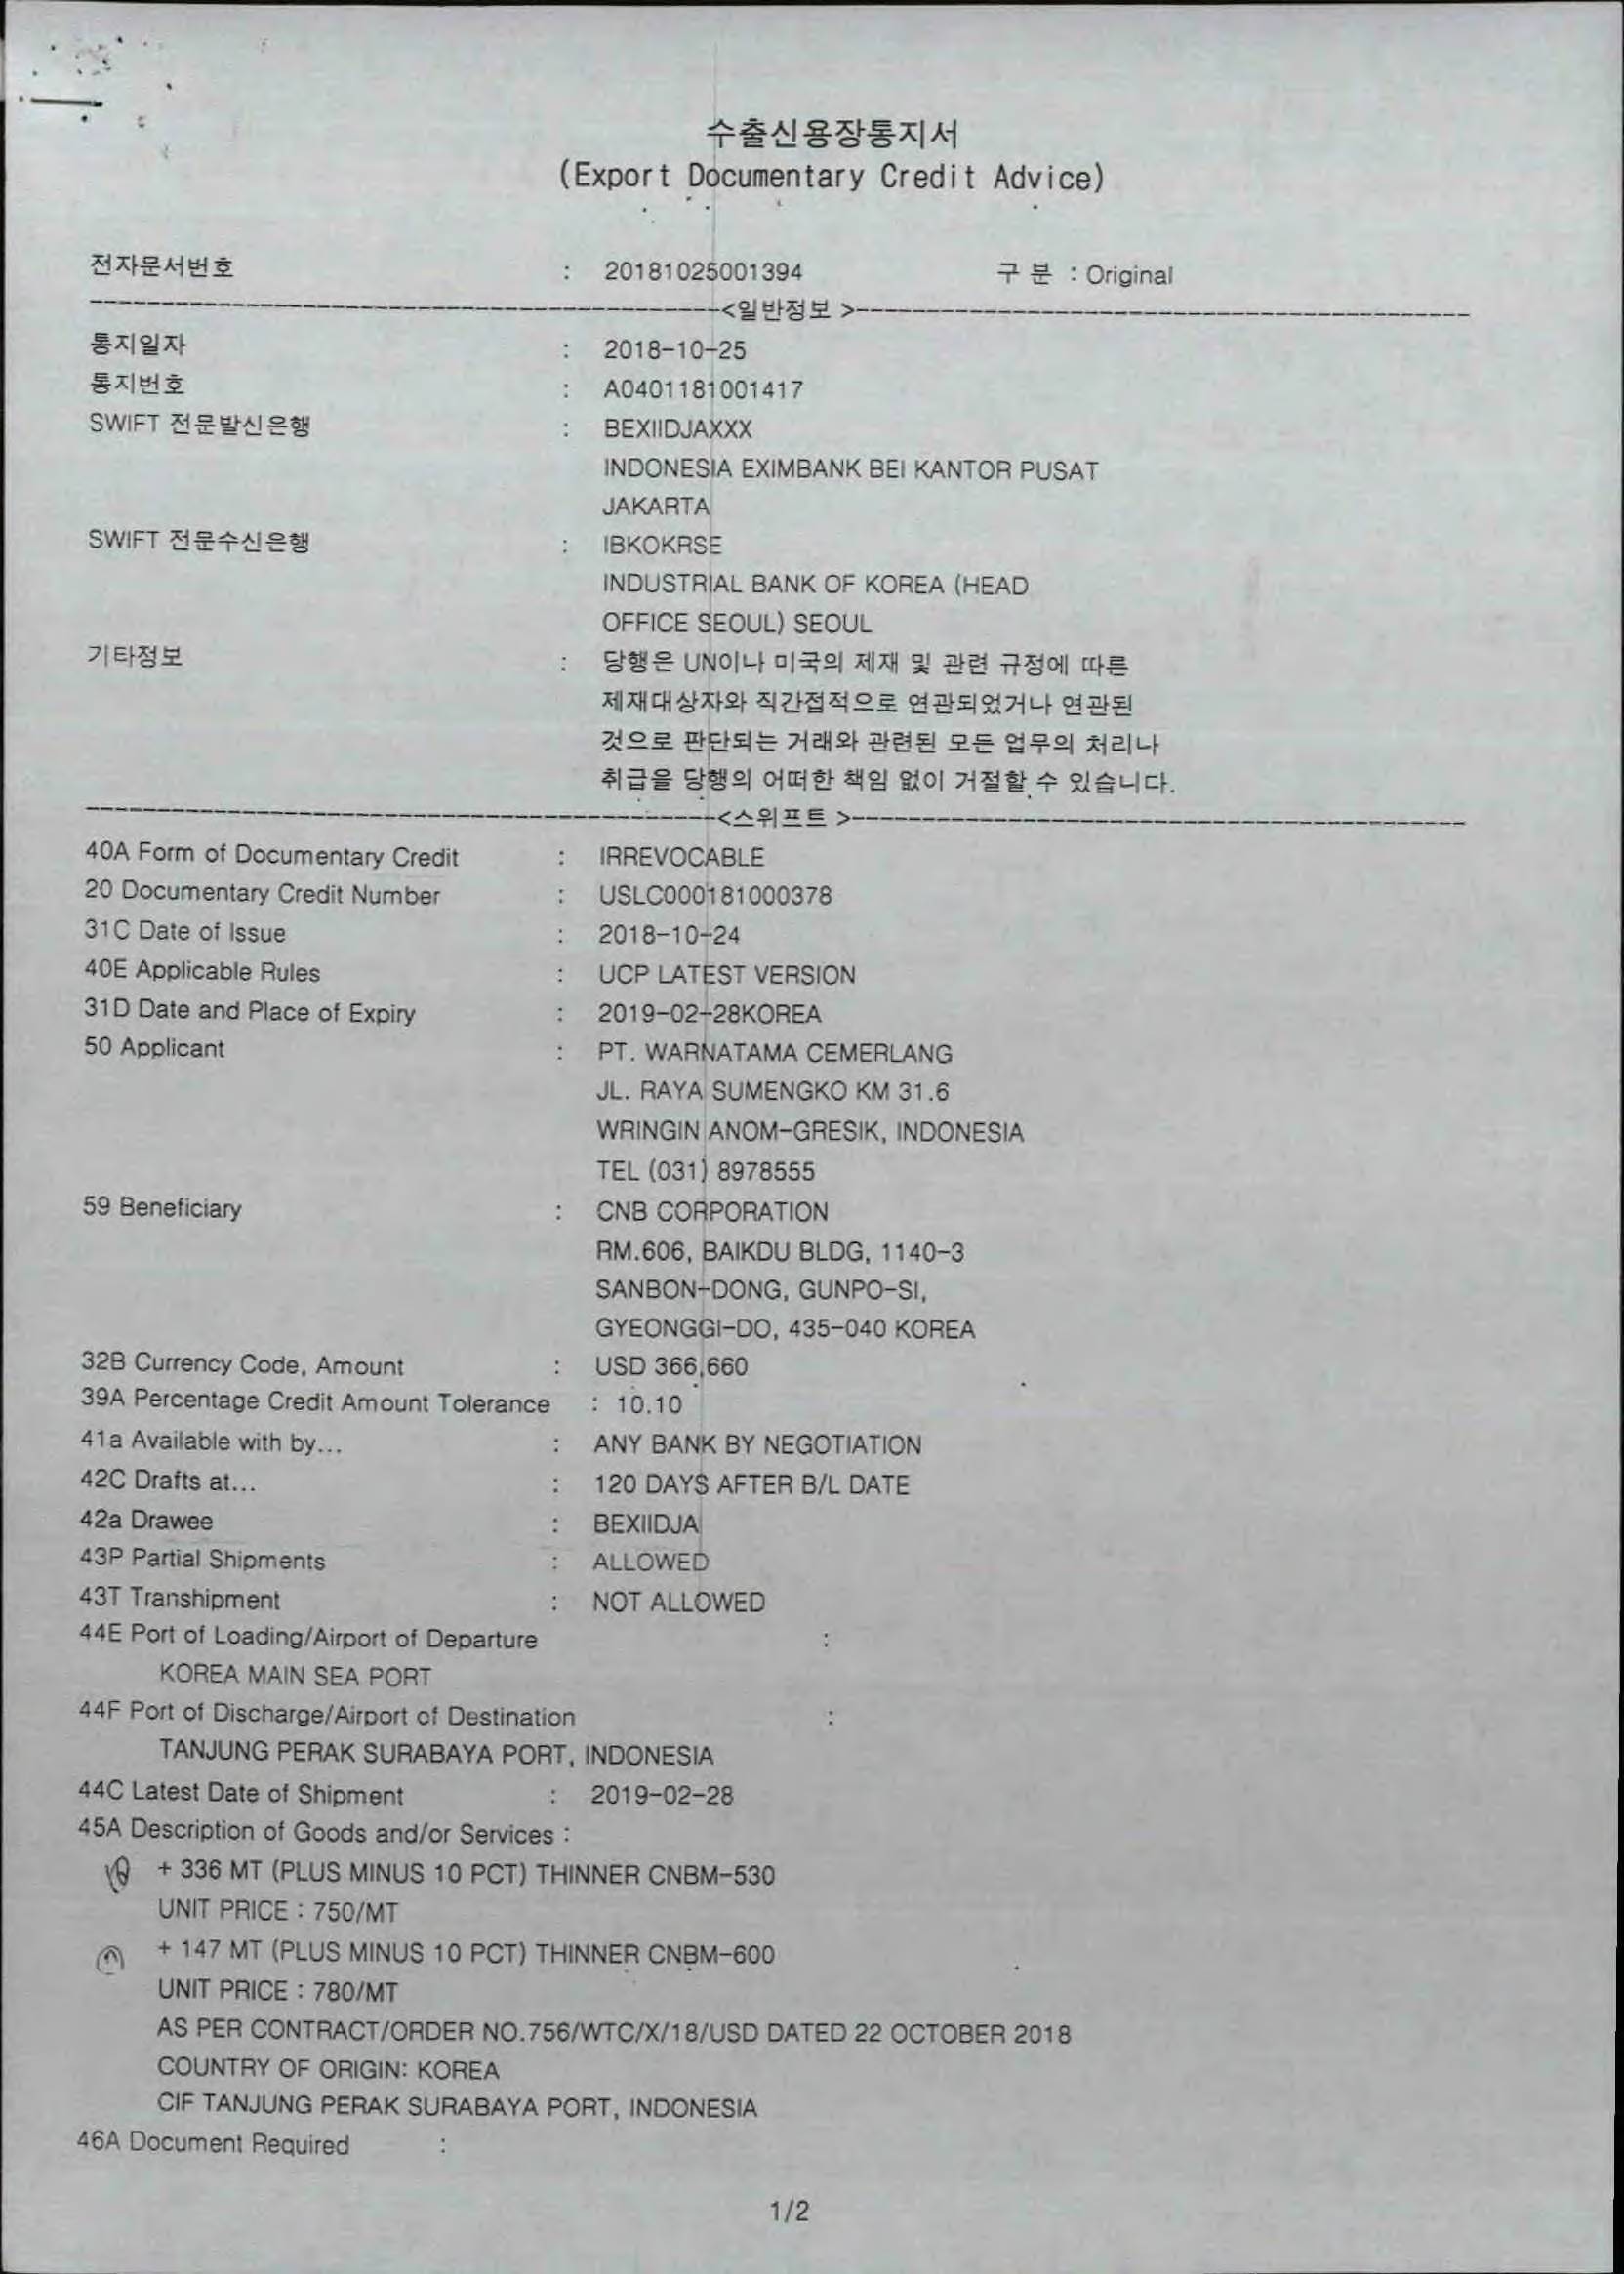 수출신용장통지서
(Export Documentary Credit Advice)
전자문서번호 : 20181025001394 구 분 : Original
------------------------------------------<일반정보 >------------------------------------------
통지일자 : 2018-10-25
통지번호 : A0401181001417
SWIFT 전문발신은행 : BEXIIDJAXXX
INDONESIA EXIMBANK BEI KANTOR PUSAT
JAKARTA
SWIFT 전문수신은행 : IBKOKRSE
INDUSTRIAL BANK OF KOREA (HEAD
OFFICE SEOUL) SEOUL
기타정보 : 당행은 UN이나 미국의 제재 및 관련 규정에 따른
제재대상자와 직간접적으로 연관되었거나 연관된
것으로 판단되는 거래와 관련된 모든 업무의 처리나
취급을 당행의 어떠한 책임 없이 거절할 수 있습니다.
------------------------------------------<스위프트 >------------------------------------------
40A Form of Documentary Credit : IRREVOCABLE
20 Documentary Credit Number : USLC000181000378
31C Date of Issue : 2018-10-24
40E Applicable Rules : UCP LATEST VERSION
31D Date and Place of Expiry : 2019-02-28KOREA
50 Applicant : PT. WARNATAMA CEMERLANG
JL. RAYA SUMENGKO KM 31.6
WRINGIN ANOM-GRESIK, INDONESIA
TEL (031) 8978555
59 Beneficiary : CNB CORPORATION
RM.606, BAIKDU BLDG, 1140-3
SANBON-DONG, GUNPO-SI,
GYEONGGI-DO, 435-040 KOREA
32B Currency Code, Amount : USD 366,660
39A Percentage Credit Amount Tolerance : 10.10
41a Available with by... : ANY BANK BY NEGOTIATION
42C Drafts at... : 120 DAYS AFTER B/L DATE
42a Drawee : BEXIIDJA
43P Partial Shipments : ALLOWED
43T Transhipment : NOT ALLOWED
44E Port of Loading/Airport of Departure :
KOREA MAIN SEA PORT
44F Port of Discharge/Airport of Destination :
TANJUNG PERAK SURABAYA PORT, INDONESIA
44C Latest Date of Shipment : 2019-02-28
45A Description of Goods and/or Services :
+ 336 MT (PLUS MINUS 10 PCT) THINNER CNBM-530
UNIT PRICE : 750/MT
+ 147 MT (PLUS MINUS 10 PCT) THINNER CNBM-600
UNIT PRICE : 780/MT
AS PER CONTRACT/ORDER NO.756/WTC/X/18/USD DATED 22 OCTOBER 2018
COUNTRY OF ORIGIN: KOREA
CIF TANJUNG PERAK SURABAYA PORT, INDONESIA
46A Document Required :
1/2